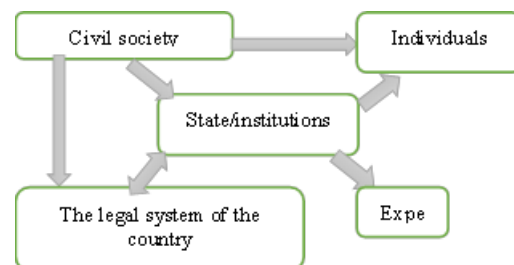 Civil society
Individuals
State/institutions
The legal system of the
country
Expe